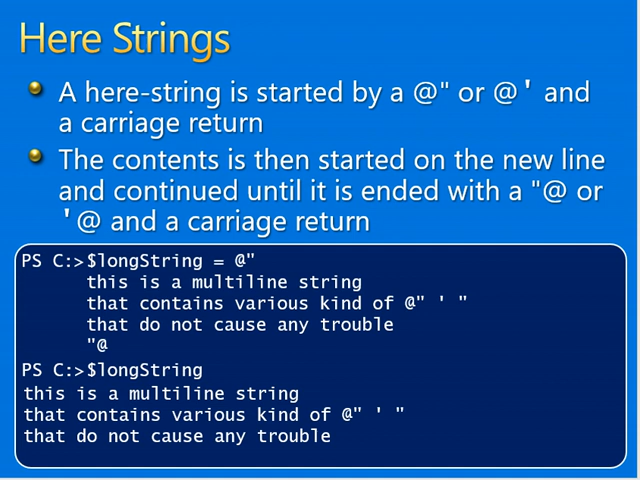 Here Strings
A here-string is started by a @" or @' and
a carriage return
The contents is then started on the new line
and continued until it is ended with a "@ or
'@ and a carriage return
PS C:>$longString = @"
this is a multiline string
that contains various kind of @" ' "
that do not cause any trouble
"@
PS C:>$longString
this is a multiline string
that contains various kind of @" ' "
that do not cause any trouble